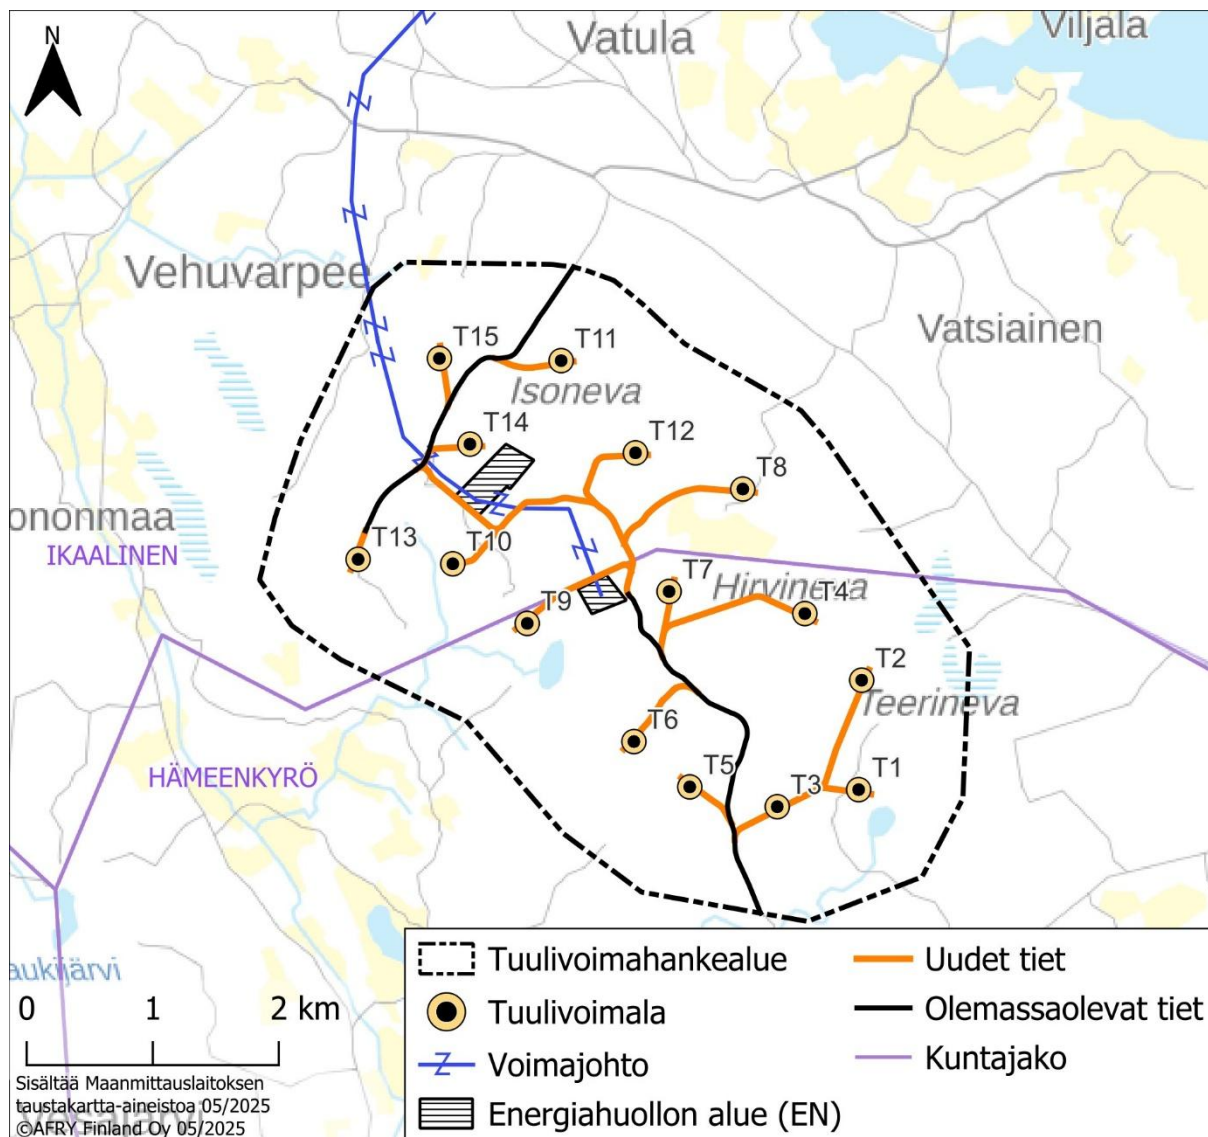 N
Vatula
Viljala
Vehuvarpee
Vatsiainen
T15
T11
Isoneva
T14
T12
T8
ononmaa
IKAALINEN
T13
T10
T7
Hirvineva
T4
T9
T2
Teerineva
T6
HÄMEENKYRÖ
T5
T3
T1
aukijärvi
0 1 2 km
Sisältää Maanmittauslaitoksen
taustakartta-aineistoa 05/2025
©AFRY Finland Oy 05/2025
Tuulivoimahankealue
Tuulivoimala
Voimajohto
Energiahuollon alue (EN)
Uudet tiet
Olemassaolevat tiet
Kuntajako